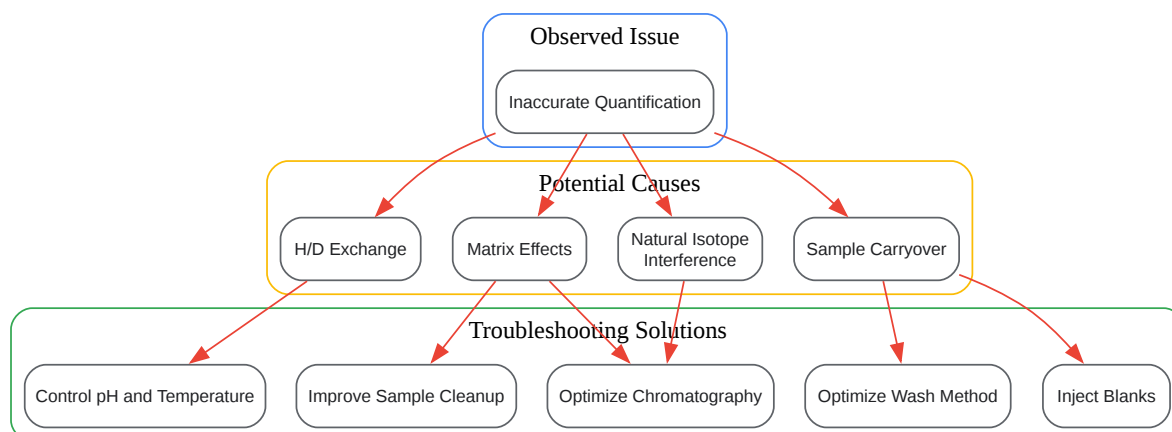 Observed Issue
Inaccurate Quantification
Potential Causes
H/D Exchange
Matrix Effects
Natural Isotope
Interference
Sample Carryover
Troubleshooting Solutions
Control pH and Temperature
Improve Sample Cleanup
Optimize Chromatography
Optimize Wash Method
Inject Blanks